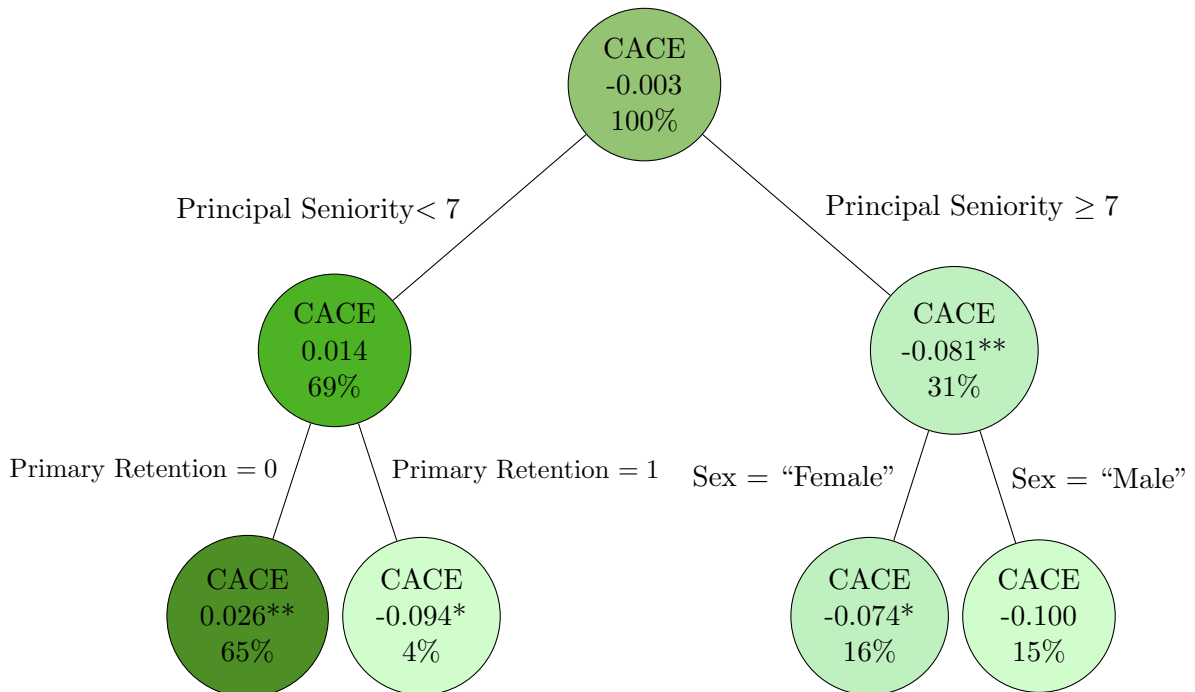 CACE
-0.003
100%
Principal Seniority< 7
Principal Seniority ≥ 7
CACE
0.014
69%
CACE
-0.081**
31%
Primary Retention = 0
Primary Retention = 1
Sex = “Female”
Sex = “Male”
CACE
0.026**
65%
CACE
-0.094*
4%
CACE
-0.074*
16%
CACE
-0.100
15%